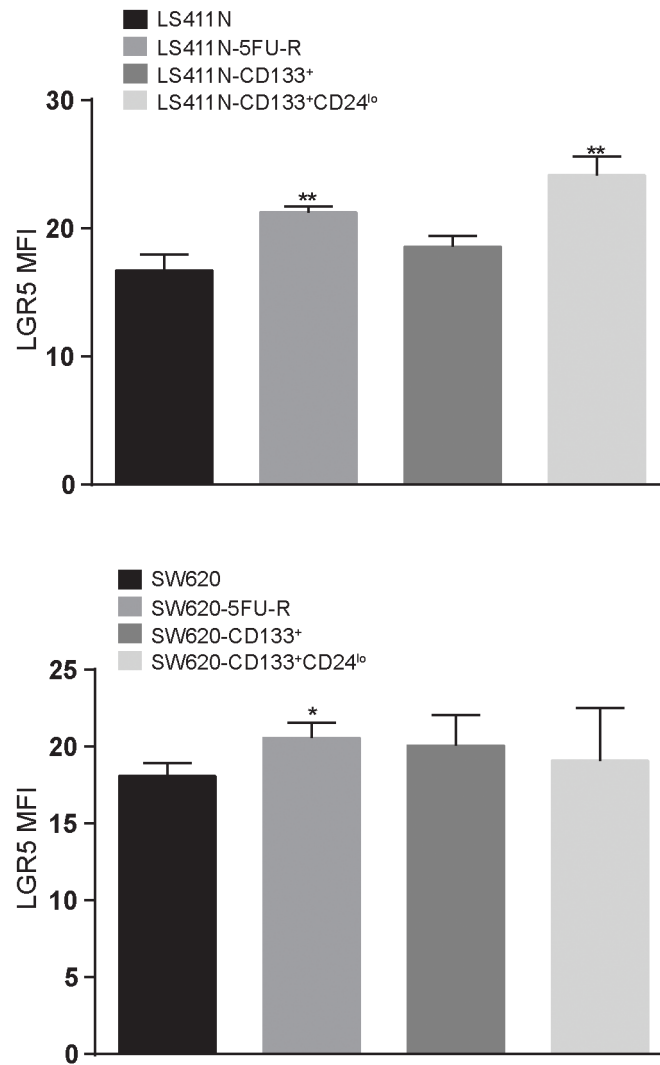 LS411N
LS411N-5FU-R
LS411N-CD133⁺
LS411N-CD133⁺CD24ˡᵒ
30
20
10
0
LGR5 MFI
**
**
SW620
SW620-5FU-R
SW620-CD133⁺
SW620-CD133⁺CD24ˡᵒ
25
20
15
10
5
0
LGR5 MFI
*